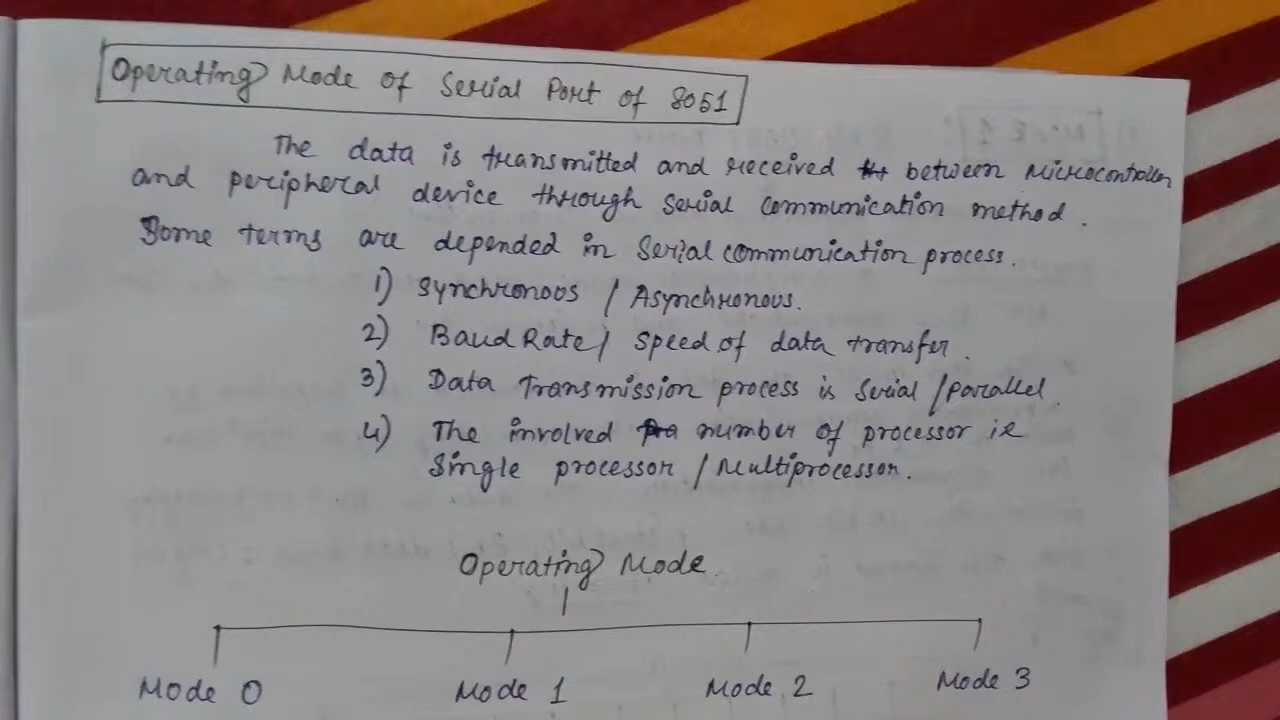 Operating Mode of Serial Port of 8051
The data is transmitted and received between Microcontroller
and peripheral device through serial communication method.
Some terms are depended in Serial communication process.
1) Synchronoos / Asynchronous.
2) Baud Rate / speed of data transfer.
3) Data Transmission process is Serial / parallel.
4) The involved number of processor ie
Single processor / Multiprocessor.
Operating Mode.
Mode 0 Mode 1 Mode 2 Mode 3